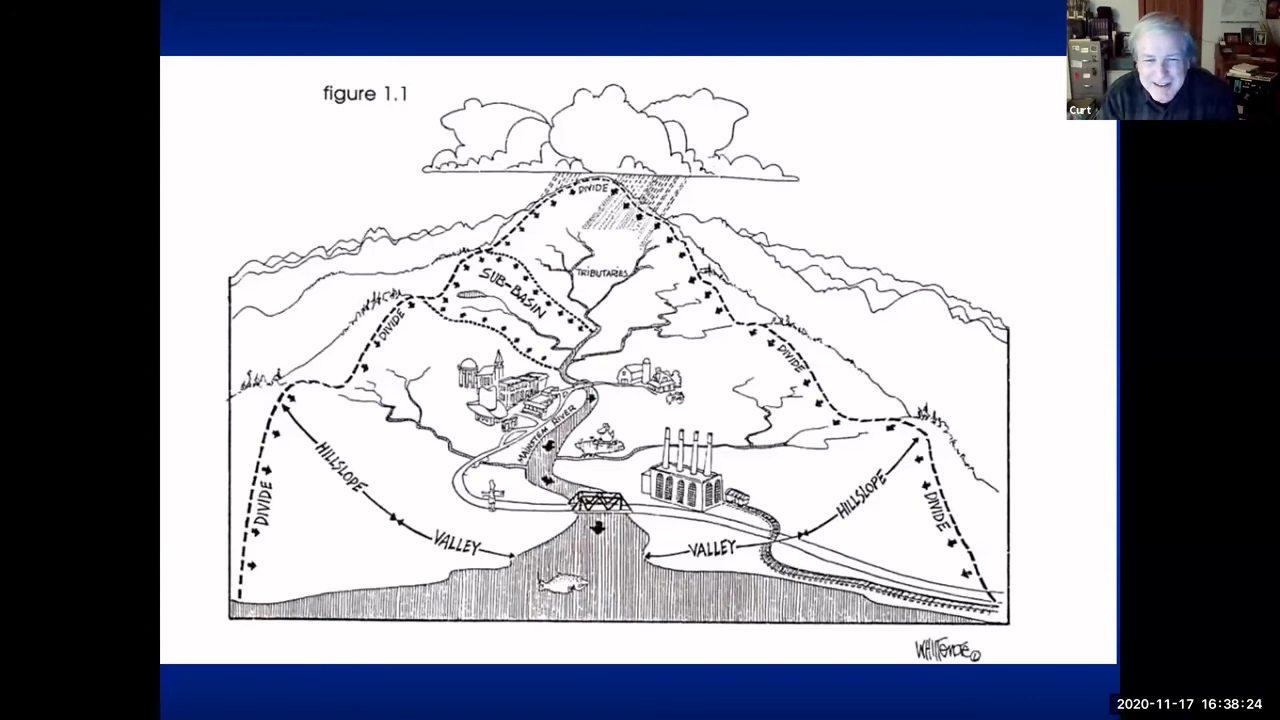 figure 1.1
Curt
DIVIDE
TRIBUTARIES
SUB-BASIN
DIVIDE
DIVIDE
MAINSTEM RIVER
HILLSLOPE
HILLSLOPE
DIVIDE
DIVIDE
VALLEY
VALLEY
2020-11-17 16:38:24